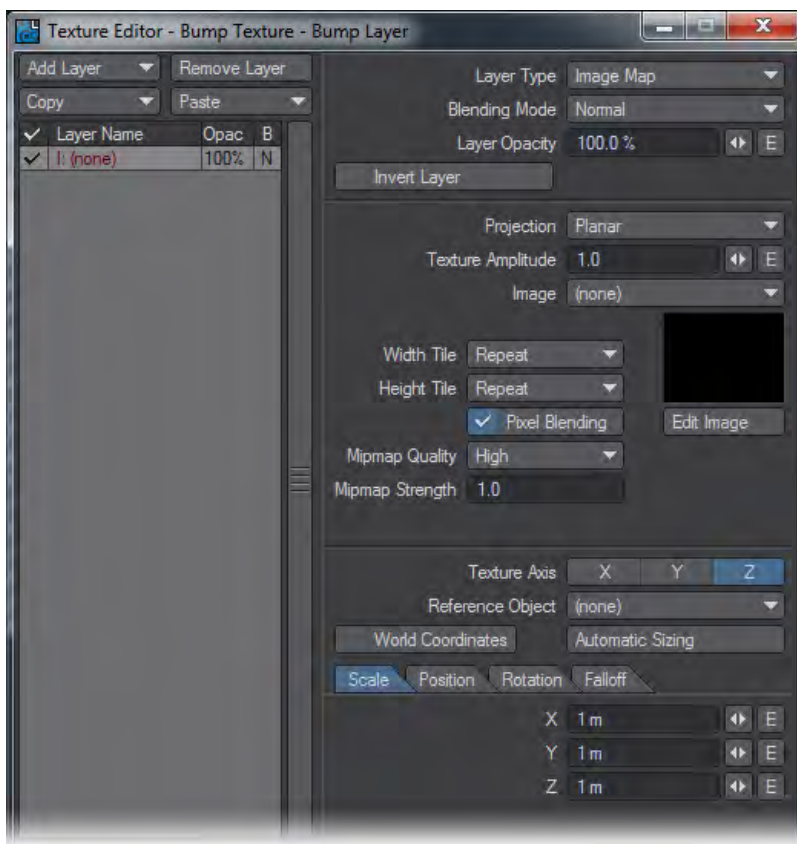 Texture Editor - Bump Texture - Bump Layer
Add Layer Remove Layer
Copy Paste
Layer Name Opac B
I: (none) 100% N
Layer Type Image Map
Blending Mode Normal
Layer Opacity 100.0 % E
Invert Layer
Projection Planar
Texture Amplitude 1.0 E
Image (none)
Width Tile Repeat
Height Tile Repeat
Pixel Blending Edit Image
Mipmap Quality High
Mipmap Strength 1.0
Texture Axis X Y Z
Reference Object (none)
World Coordinates Automatic Sizing
Scale Position Rotation Falloff
X 1 m E
Y 1 m E
Z 1 m E